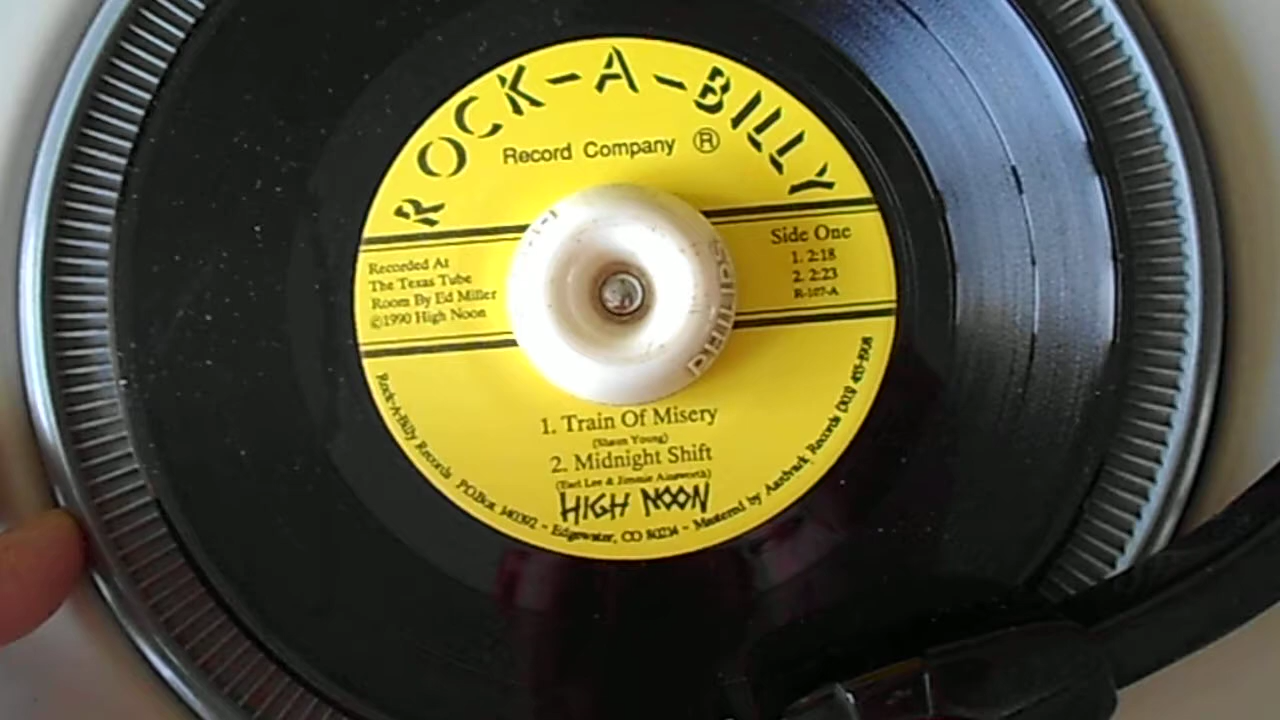 ROCK-A-BILLY
Record Company ®
Recorded At
The Texas Tube
Room By Ed Miller
©1990 High Noon
Side One
1. 2:18
2. 2:23
R-107-A
PHILIPS
1. Train Of Misery
(Shaun Young)
2. Midnight Shift
(Earl Lee & Jimmie Ainsworth)
HIGH NOON
Rock-A-Billy Records P.O.Box 140392 - Edgewater, CO 80214 - Mastered by Aardvark Records (303) 455-1908